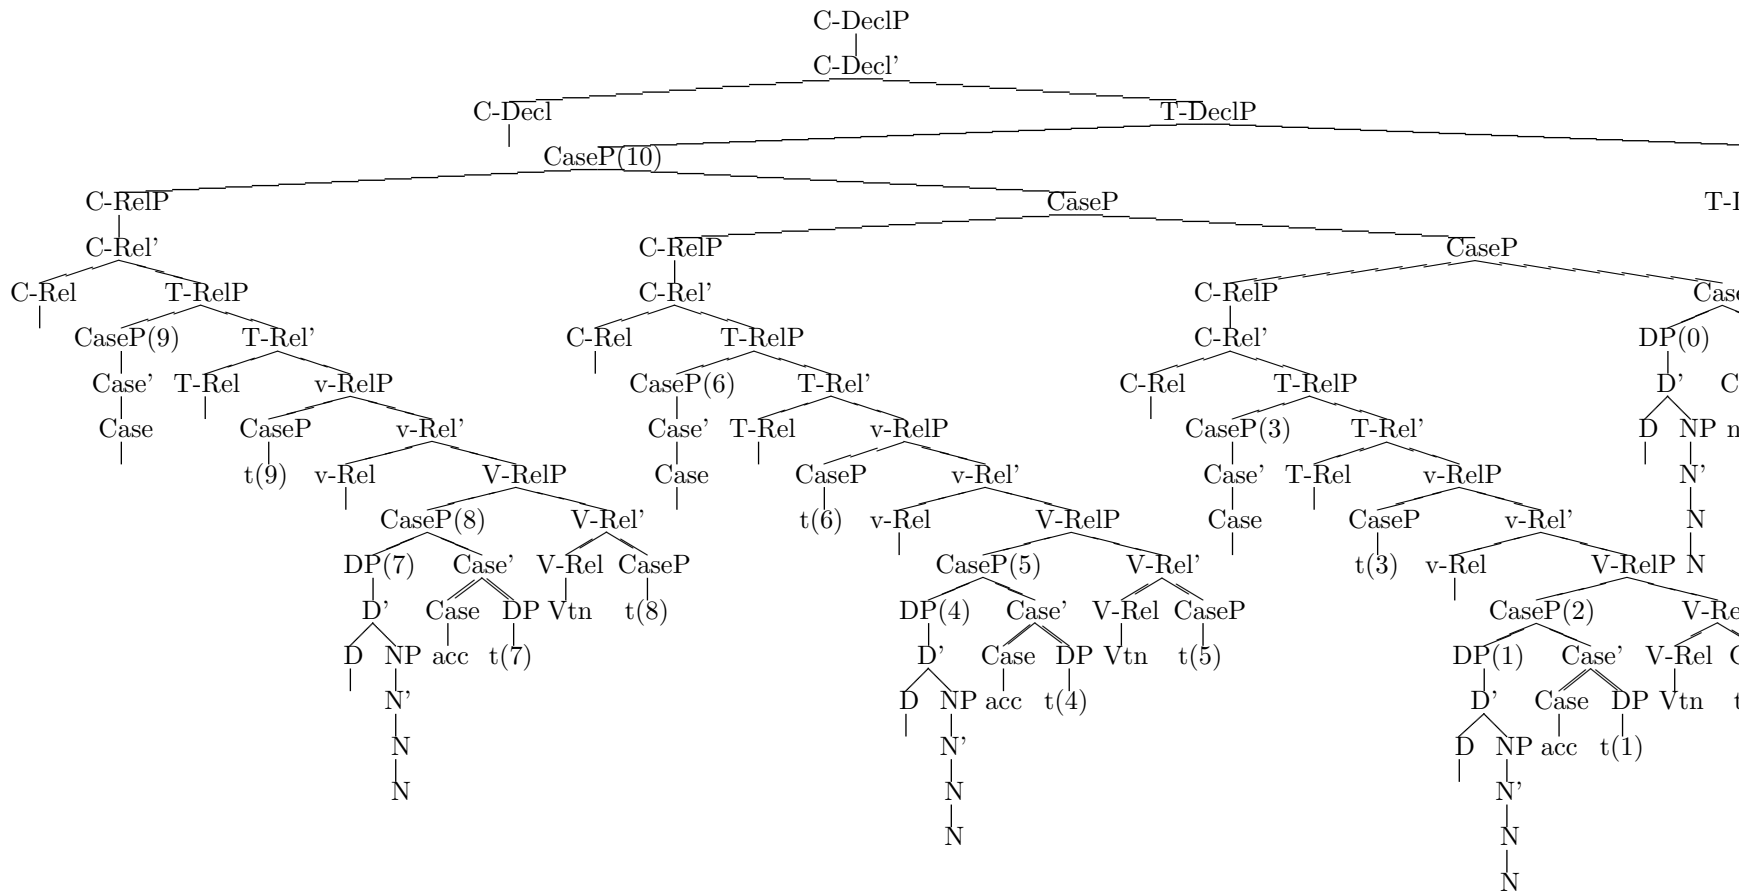 C-DeclP
C-Decl'
C-Decl T-DeclP
CaseP(10)
C-RelP CaseP T-
C-Rel' C-RelP CaseP
C-Rel T-RelP C-Rel' C-RelP Case
CaseP(9) T-Rel' C-Rel T-RelP C-Rel' DP(0)
Case' T-Rel v-RelP CaseP(6) T-Rel' C-Rel T-RelP D' C
Case CaseP v-Rel' Case' T-Rel v-RelP CaseP(3) T-Rel' D NP n
t(9) v-Rel V-RelP Case CaseP v-Rel' Case' T-Rel v-RelP N'
CaseP(8) V-Rel' t(6) v-Rel V-RelP Case CaseP v-Rel' N
DP(7) Case' V-Rel CaseP CaseP(5) V-Rel' t(3) v-Rel V-RelP N
D' Case DP Vtn t(8) DP(4) Case' V-Rel CaseP CaseP(2) V-Re
D NP acc t(7) D' Case DP Vtn t(5) DP(1) Case' V-Rel C
N' D NP acc t(4) D' Case DP Vtn t
N N' D NP acc t(1)
N N N'
N N
N